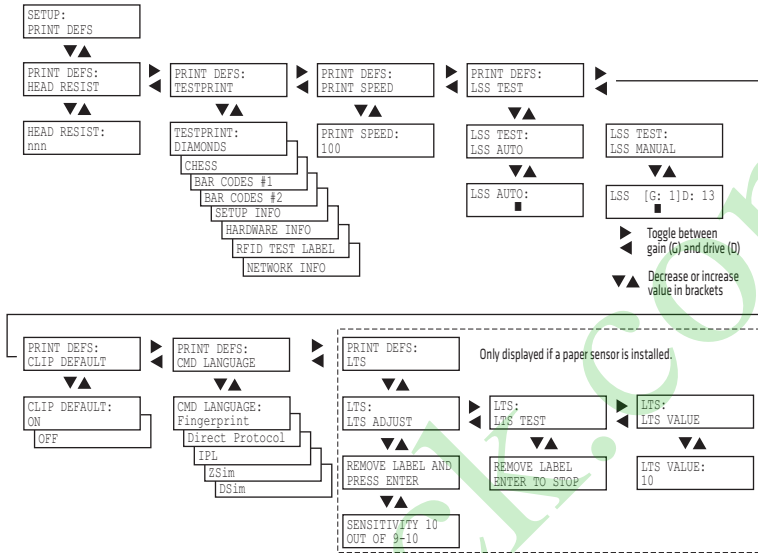 SETUP:
PRINT DEFS
PRINT DEFS:
HEAD RESIST
HEAD RESIST:
nnn
PRINT DEFS:
TESTPRINT
TESTPRINT:
DIAMONDS
CHESS
BAR CODES #1
BAR CODES #2
SETUP INFO
HARDWARE INFO
RFID TEST LABEL
NETWORK INFO
PRINT DEFS:
PRINT SPEED
PRINT SPEED:
100
PRINT DEFS:
LSS TEST
LSS TEST:
LSS AUTO
LSS AUTO:
LSS TEST:
LSS MANUAL
LSS [G: 1]D: 13
Toggle between
gain (G) and drive (D)
Decrease or increase
value in brackets
PRINT DEFS:
CLIP DEFAULT
CLIP DEFAULT:
ON
OFF
PRINT DEFS:
CMD LANGUAGE
CMD LANGUAGE:
Fingerprint
Direct Protocol
IPL
ZSim
DSim
PRINT DEFS:
LTS
Only displayed if a paper sensor is installed.
LTS:
LTS ADJUST
REMOVE LABEL AND
PRESS ENTER
SENSITIVITY 10
OUT OF 9-10
LTS:
LTS TEST
REMOVE LABEL
ENTER TO STOP
LTS:
LTS VALUE
LTS VALUE:
10